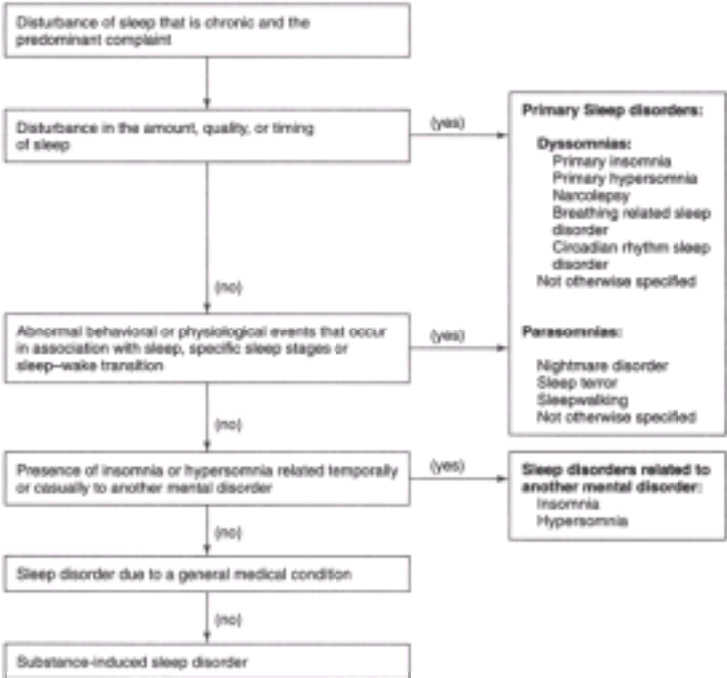 Disturbance of sleep that is chronic and the
predominant complaint
Disturbance in the amount, quality, or timing
of sleep
(yes)
Primary Sleep disorders:
Dyssomnias:
Primary insomnia
Primary hypersomnia
Narcolepsy
Breathing related sleep
disorder
Circadian rhythm sleep
disorder
Not otherwise specified
(no)
Abnormal behavioral or physiological events that occur
in association with sleep, specific sleep stages or
sleep–wake transition
(yes)
Parasomnias:
Nightmare disorder
Sleep terror
Sleepwalking
Not otherwise specified
(no)
Presence of insomnia or hypersomnia related temporally
or casually to another mental disorder
(yes)
Sleep disorders related to
another mental disorder:
Insomnia
Hypersomnia
(no)
Sleep disorder due to a general medical condition
(no)
Substance-induced sleep disorder